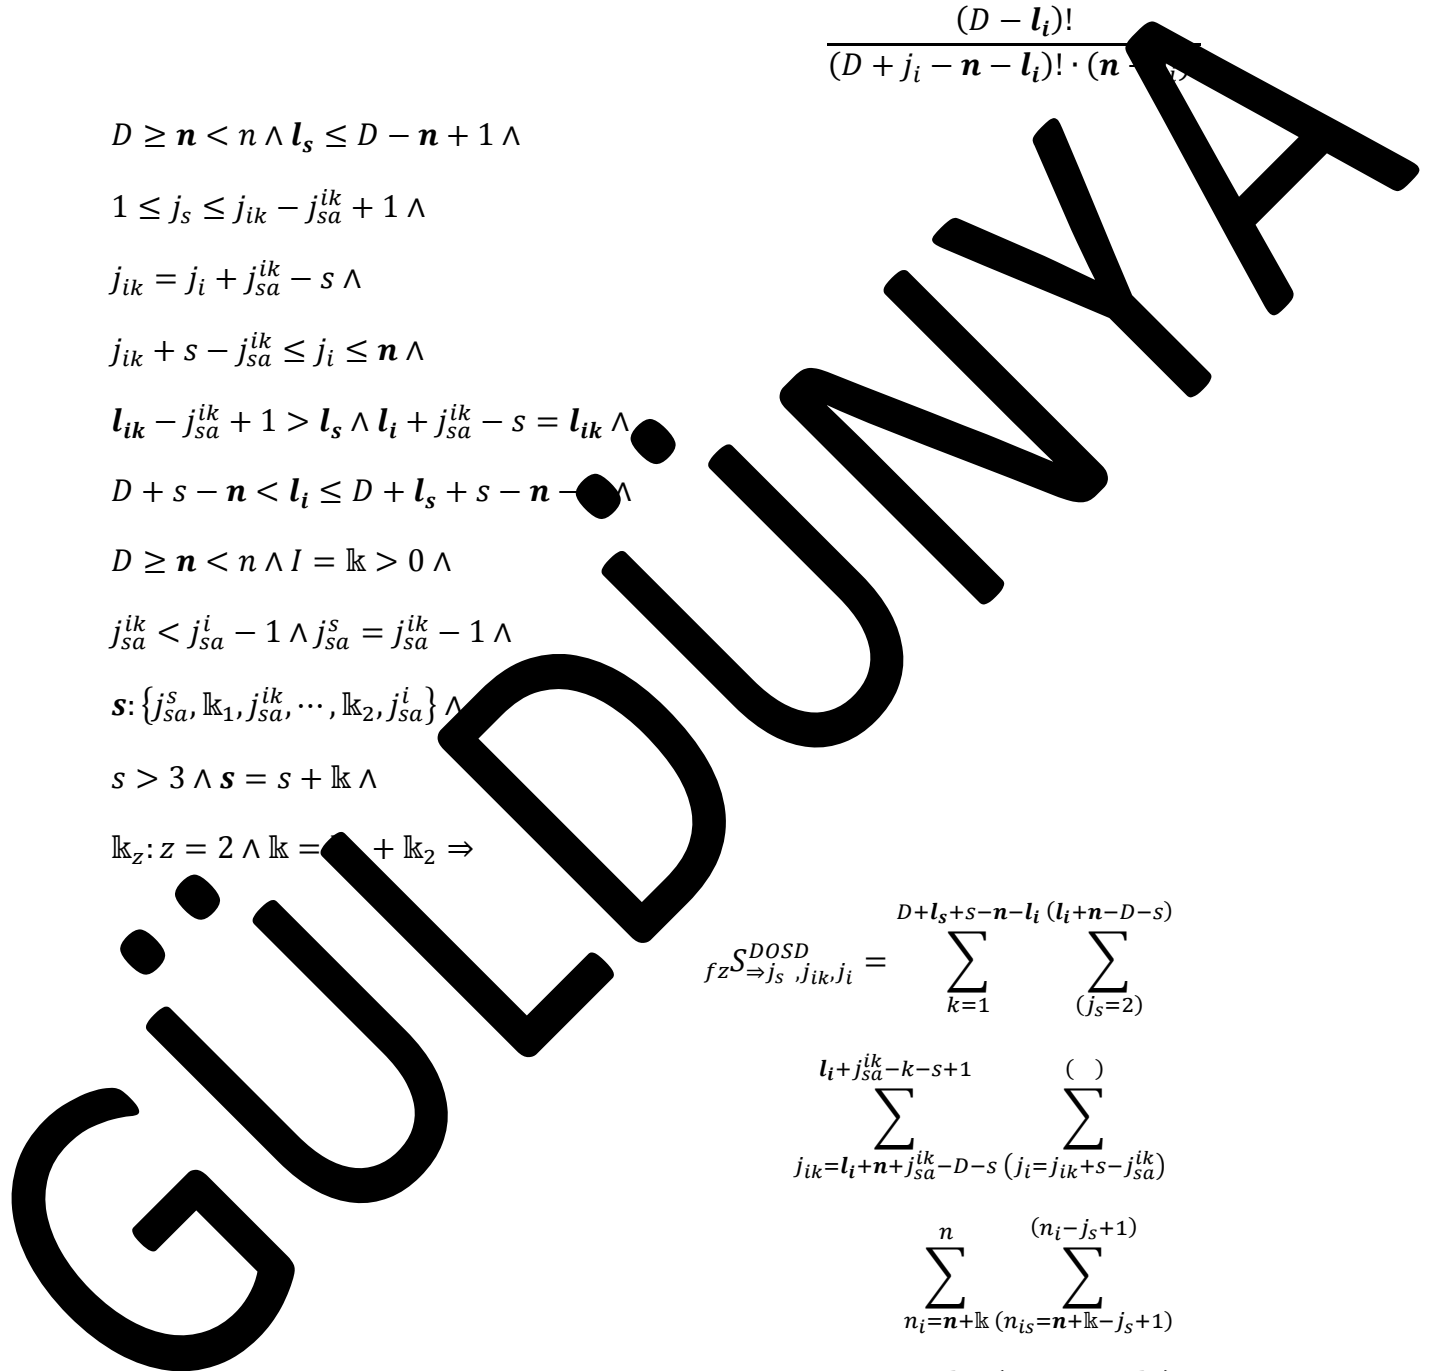 (D − l_i)!
(D + j_i − n − l_i)! · (n
D ≥ n < n ∧ l_s ≤ D − n + 1 ∧
1 ≤ j_s ≤ j_ik − j_sa^ik + 1 ∧
j_ik = j_i + j_sa^ik − s ∧
j_ik + s − j_sa^ik ≤ j_i ≤ n ∧
l_ik − j_sa^ik + 1 > l_s ∧ l_i + j_sa^ik − s = l_ik ∧
D + s − n < l_i ≤ D + l_s + s − n − ∧
D ≥ n < n ∧ I = 𝕜 > 0 ∧
j_sa^ik < j_sa^i − 1 ∧ j_sa^s = j_sa^ik − 1 ∧
s: {j_sa^s, 𝕜_1, j_sa^ik, ⋯ , 𝕜_2, j_sa^i} ∧
s > 3 ∧ s = s + 𝕜 ∧
𝕜_z: z = 2 ∧ 𝕜 = + 𝕜_2 ⇒
D+l_s+s−n−l_i (l_i+n−D−s)
fzS_⇒j_s ,j_ik,j_i^DOSD = ∑ ∑
k=1 (j_s=2)
l_i+j_sa^ik−k−s+1 ( )
∑ ∑
j_ik=l_i+n+j_sa^ik−D−s (j_i=j_ik+s−j_sa^ik)
n (n_i−j_s+1)
∑ ∑
n_i=n+𝕜 (n_is=n+𝕜−j_s+1)
GÜLDÜNYA